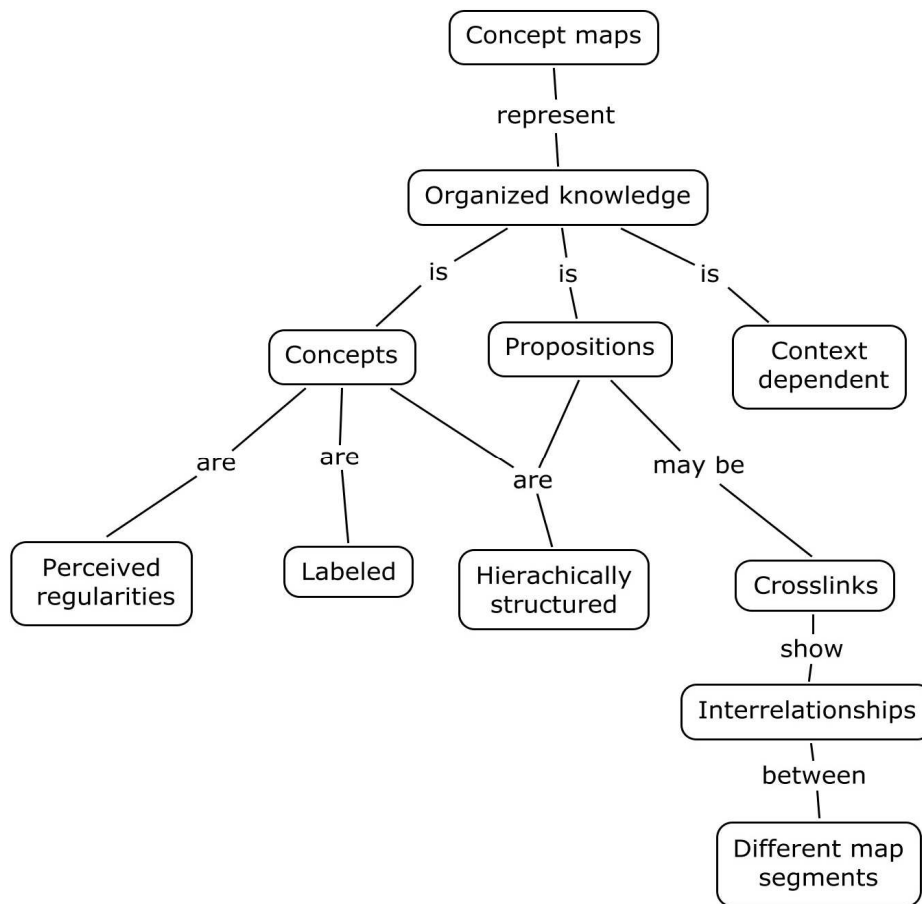 Concept maps
represent
Organized knowledge
is
is
is
Concepts
Propositions
Context
dependent
are
are
are
may be
Perceived
regularities
Labeled
Hierachically
structured
Crosslinks
show
Interrelationships
between
Different map
segments